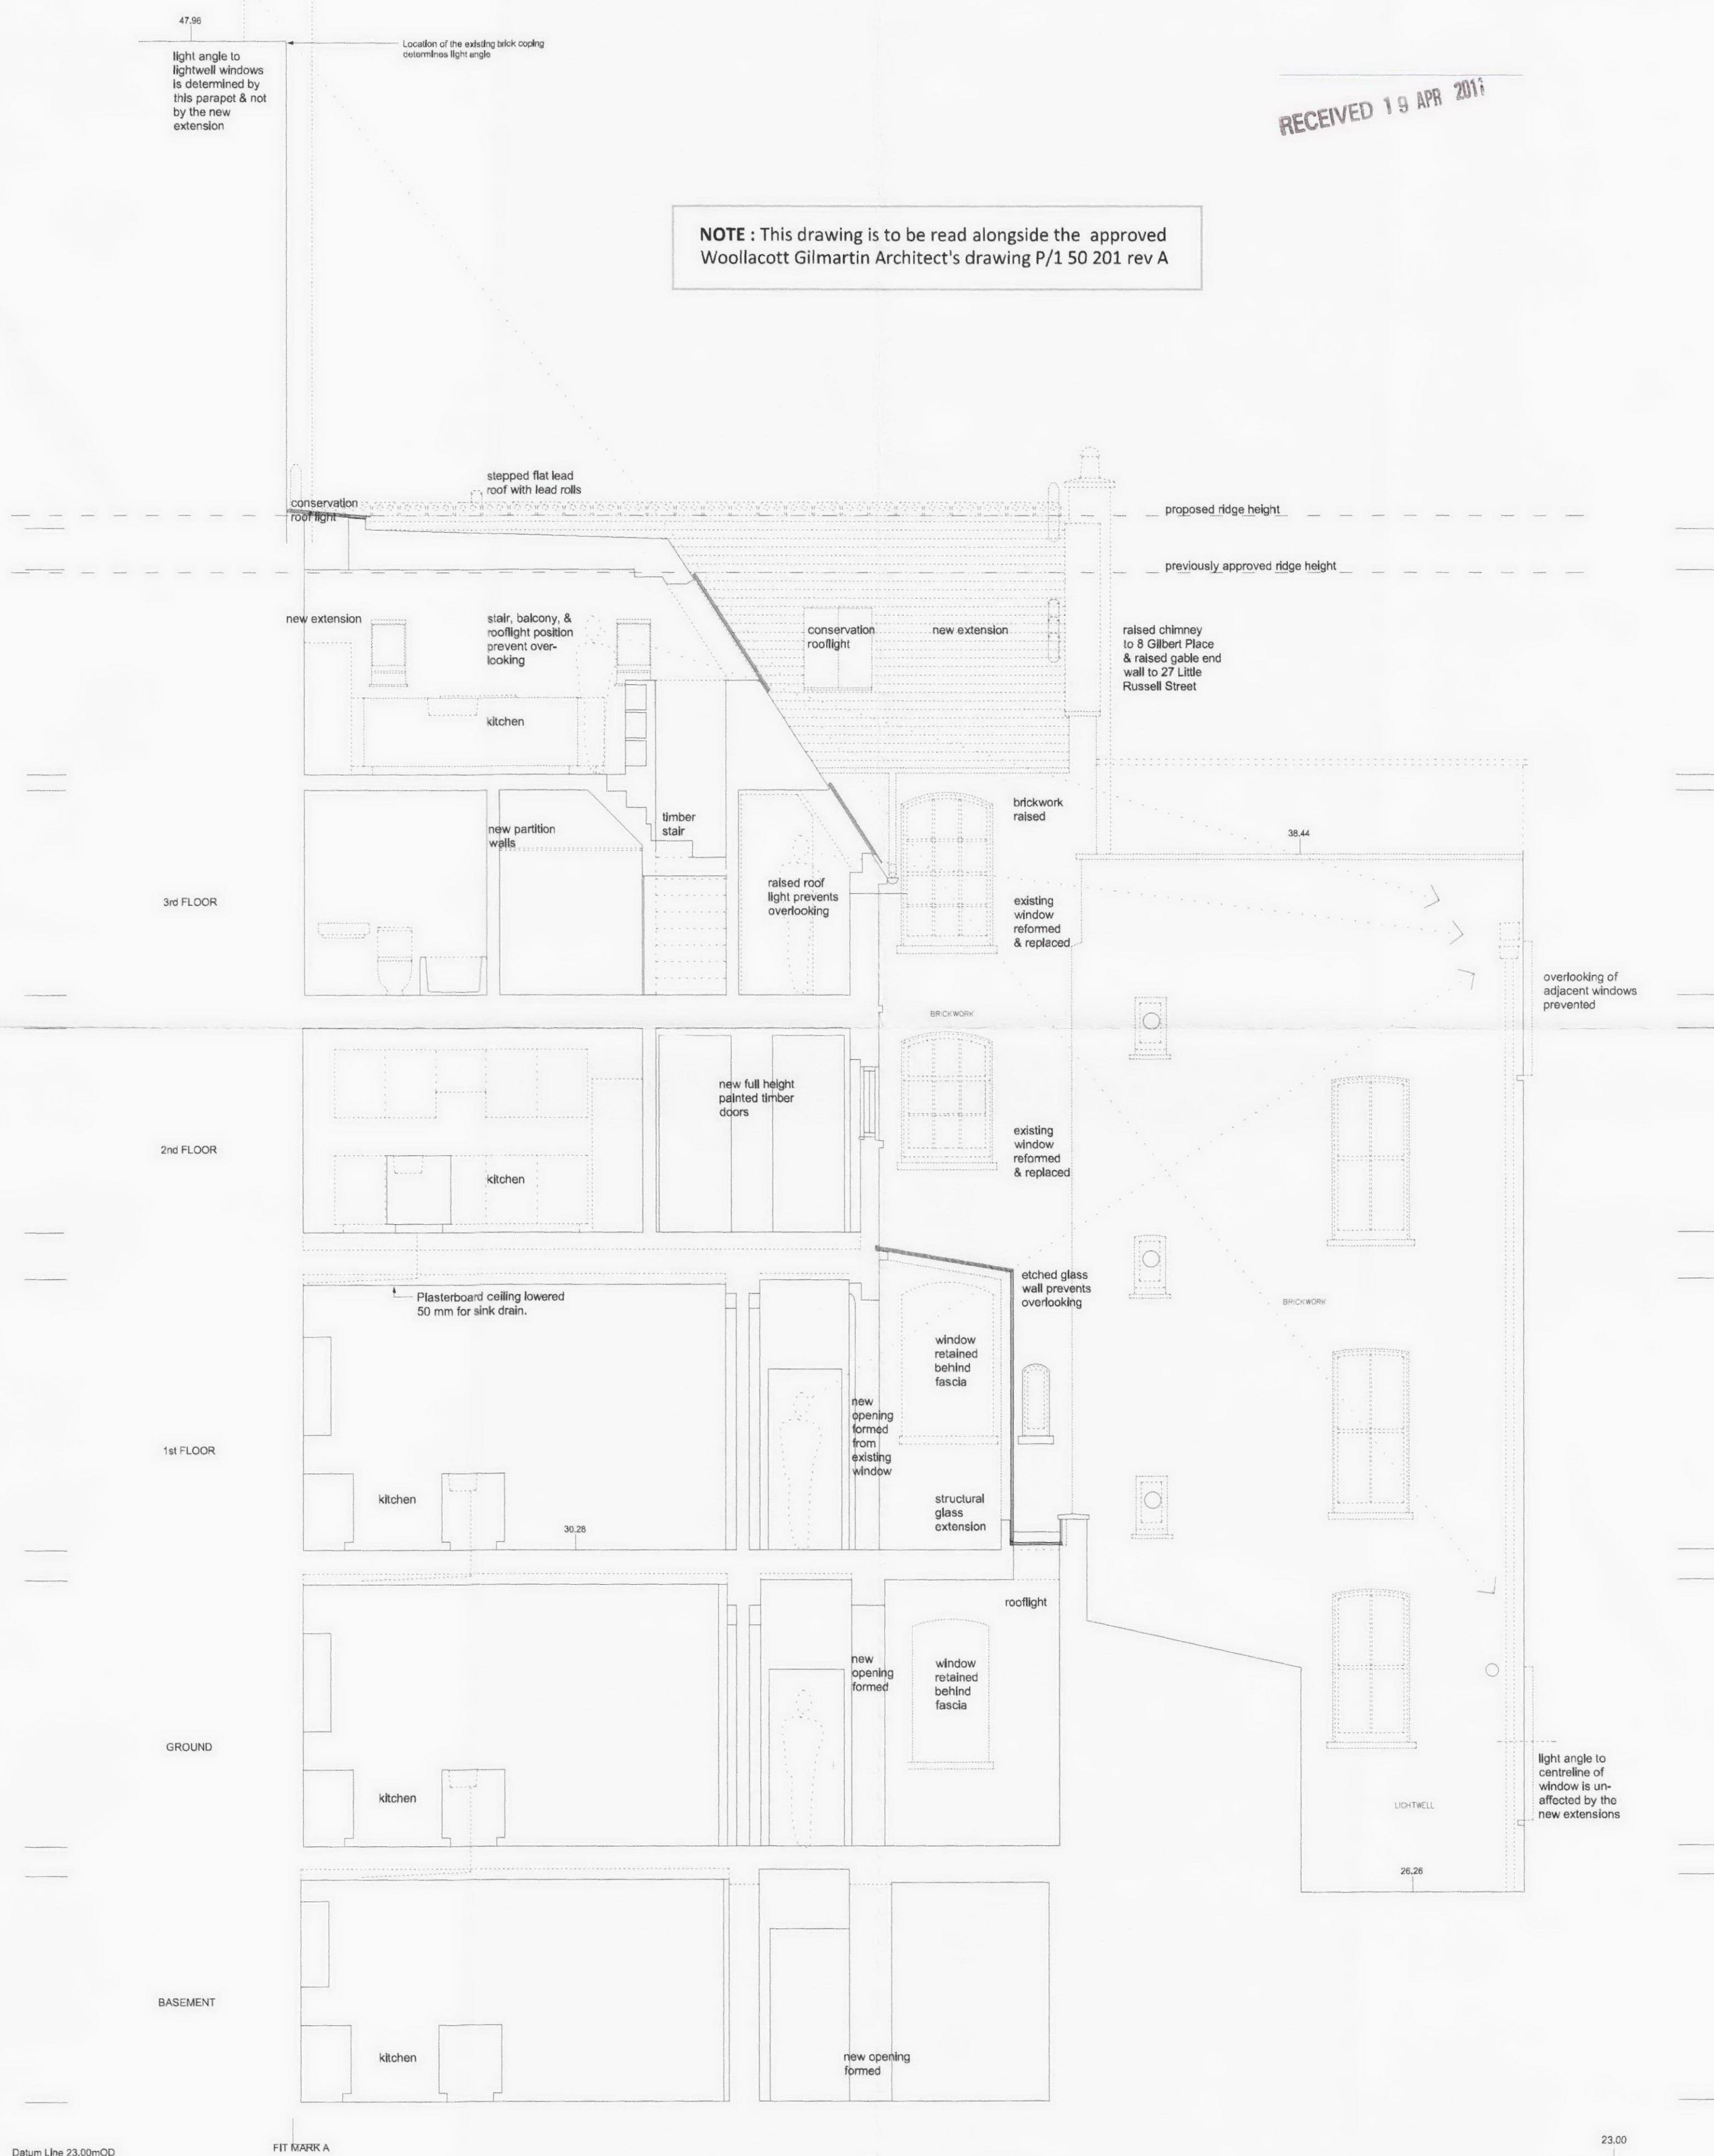 47.96
light angle to
lightwell windows
is determined by
this parapet & not
by the new
extension
Location of the existing brick coping
determines light angle
RECEIVED 19 APR 2011
NOTE : This drawing is to be read alongside the approved
Woollacott Gilmartin Architect's drawing P/1 50 201 rev A
stepped flat lead
roof with lead rolls
conservation
roof light
proposed ridge height
previously approved ridge height
new extension
stair, balcony, &
rooflight position
prevent over-
looking
conservation
rooflight
new extension
raised chimney
to 8 Gilbert Place
& raised gable end
wall to 27 Little
Russell Street
kitchen
brickwork
raised
timber
stair
new partition
walls
38.44
raised roof
light prevents
overlooking
3rd FLOOR
existing
window
reformed
& replaced
overlooking of
adjacent windows
prevented
BRICKWORK
new full height
painted timber
doors
2nd FLOOR
existing
window
reformed
& replaced
kitchen
etched glass
wall prevents
overlooking
Plasterboard ceiling lowered
50 mm for sink drain.
BRICKWORK
window
retained
behind
fascia
new
opening
formed
from
existing
window
1st FLOOR
kitchen
structural
glass
extension
30.28
rooflight
new
opening
formed
window
retained
behind
fascia
GROUND
light angle to
centreline of
window is un-
affected by the
new extensions
kitchen
LIGHTWELL
26.26
BASEMENT
kitchen
new opening
formed
Datum Line 23.00mOD
FIT MARK A
23.00